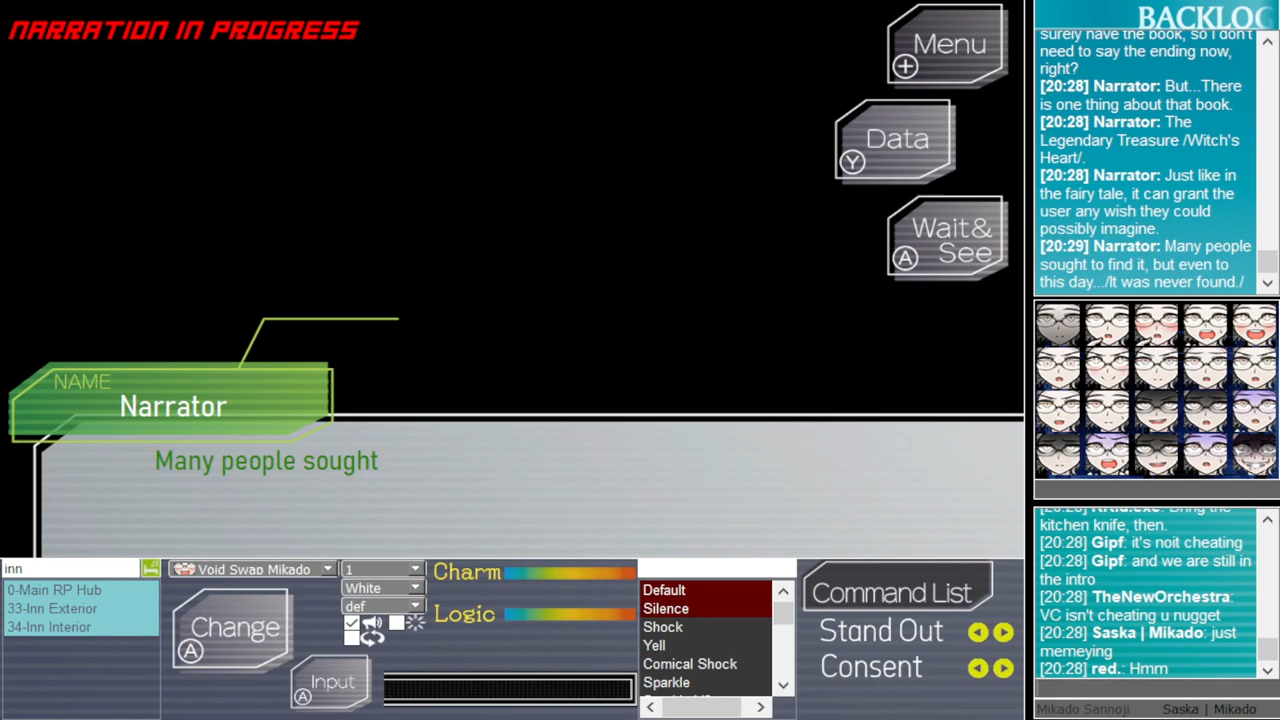 NARRATION IN PROGRESS
Menu
+
Data
Y
Wait&
See
A
NAME
Narrator
Many people sought
BACKLOG
surely have the book, so I don't
need to say the ending now,
right?
[20:28] Narrator: But...There
is one thing about that book.
[20:28] Narrator: The
Legendary Treasure /Witch's
Heart/.
[20:28] Narrator: Just like in
the fairy tale, it can grant the
user any wish they could
possibly imagine.
[20:29] Narrator: Many people
sought to find it, but even to
this day.../It was never found./
kitchen knife, then.
[20:28] Gipf: it's noit cheating
[20:28] Gipf: and we are still in
the intro
[20:28] TheNewOrchestra:
VC isn't cheating u nugget
[20:28] Saska | Mikado: just
memeying
[20:28] red.: Hmm
Mikado Sannoji
Saska | Mikado
inn
0-Main RP Hub
33-Inn Exterior
34-Inn Interior
Void Swap Mikado
1
White
def
Change
A
Input
A
Charm
Logic
Default
Silence
Shock
Yell
Comical Shock
Sparkle
Command List
Stand Out
Consent